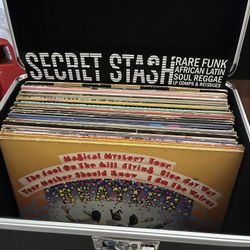 SECRET STASH
RARE FUNK
AFRICAN LATIN
SOUL REGGAE
LP COMPS & REISSUES
Magical Mystery Tour
The Fool On The Hill Flying Blue Jay Way
Your Mother Should Know I Am The Walrus
BEATLES